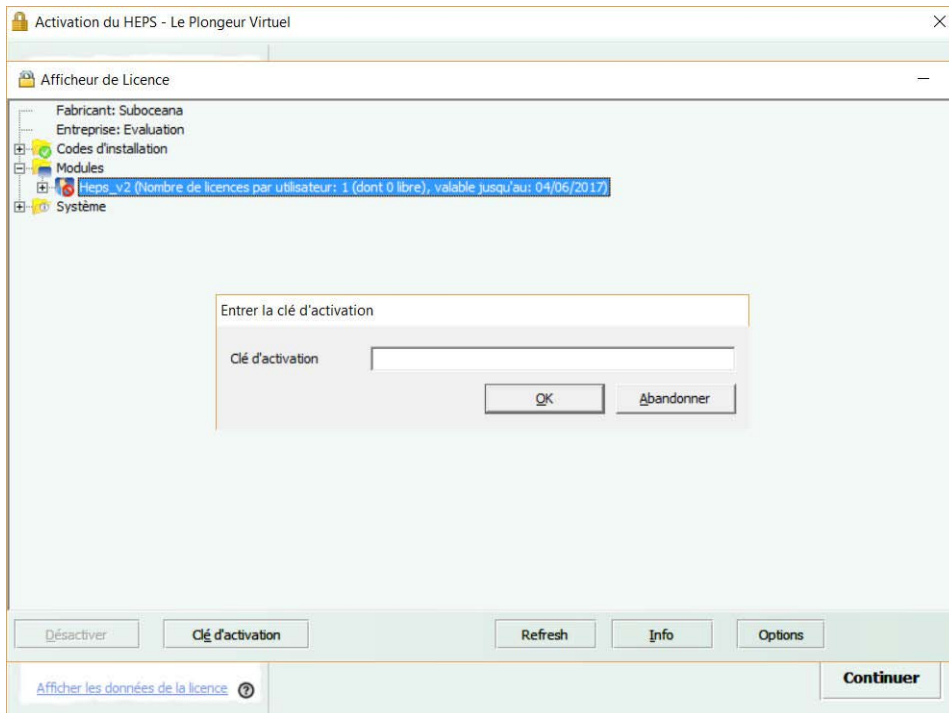 Activation du HEPS - Le Plongeur Virtuel
Afficheur de Licence
Fabricant: Suboceana
Entreprise: Evaluation
Codes d'installation
Modules
Heps_v2 (Nombre de licences par utilisateur: 1 (dont 0 libre), valable jusqu'au: 04/06/2017)
Système
Entrer la clé d'activation
Clé d'activation
OK Abandonner
Désactiver Clé d'activation Refresh Info Options
Afficher les données de la licence ? Continuer